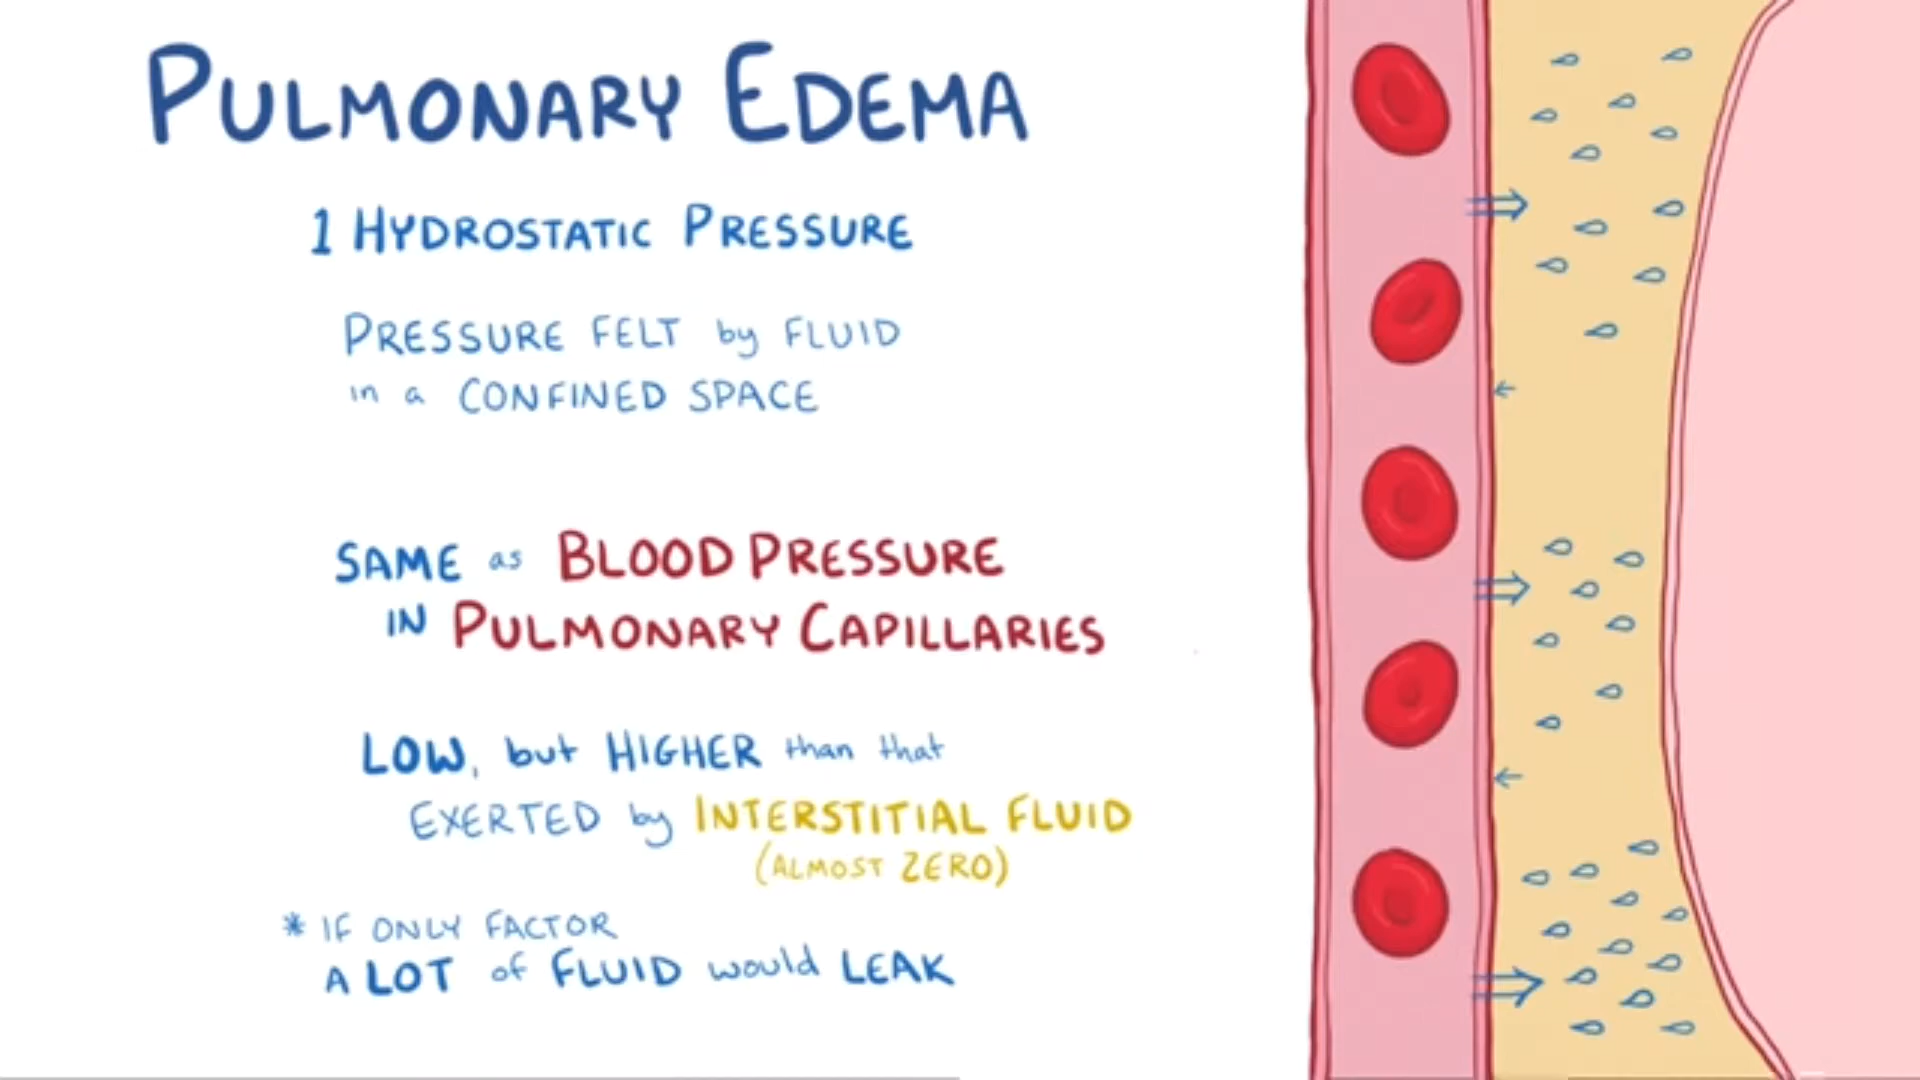 PULMONARY EDEMA
1 HYDROSTATIC PRESSURE
PRESSURE FELT by FLUID
in a CONFINED SPACE
SAME as BLOOD PRESSURE
IN PULMONARY CAPILLARIES
LOW, but HIGHER than that
EXERTED by INTERSTITIAL FLUID
(ALMOST ZERO)
* IF ONLY FACTOR
A LOT of FLUID would LEAK